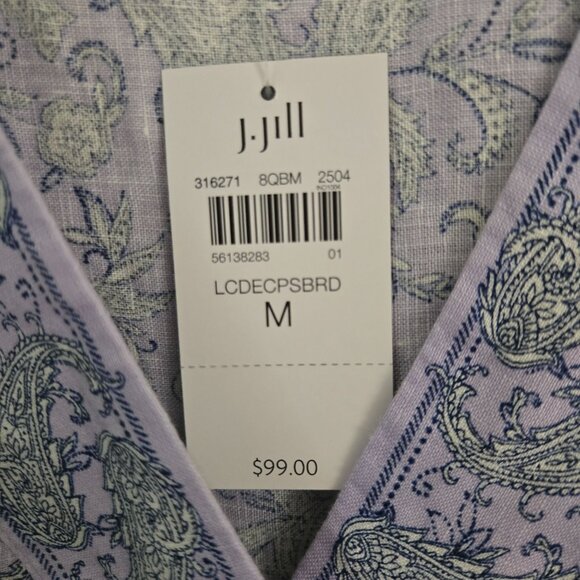 J.Jill
316271 8QBM 2504
56138283 01
LCDECPSBRD
M
$99.00